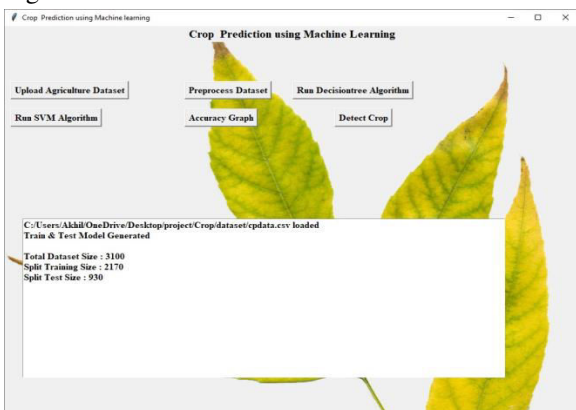 Crop Prediction using Machine learning
Crop Prediction using Machine Learning
Upload Agriculture Dataset Preprocess Dataset Run Decisiontree Algorithm
Run SVM Algorithm Accuracy Graph Detect Crop
C:/Users/Akhil/OneDrive/Desktop/project/Crop/dataset/cpdata.csv loaded
Train & Test Model Generated
Total Dataset Size : 3100
Split Training Size : 2170
Split Test Size : 930